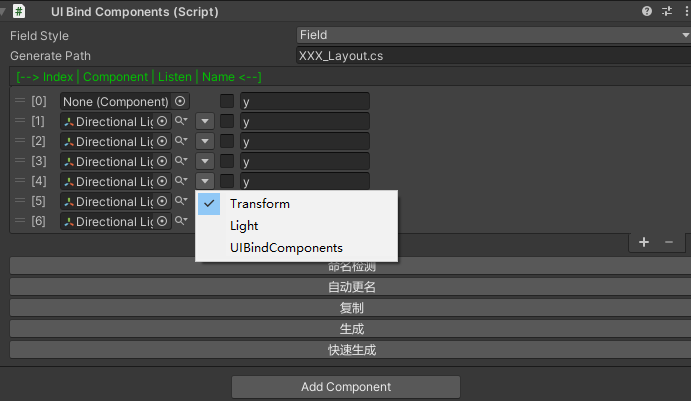 UI Bind Components (Script)
Field Style Field
Generate Path XXX_Layout.cs
[--> Index | Component | Listen | Name <--]
[0] None (Component) y
[1] Directional Lig y
[2] Directional Lig y
[3] Directional Lig y
[4] Directional Lig y
[5] Directional Lig
[6] Directional Lig
Transform
Light
UIBindComponents
命名检测
自动更名
复制
生成
快速生成
Add Component